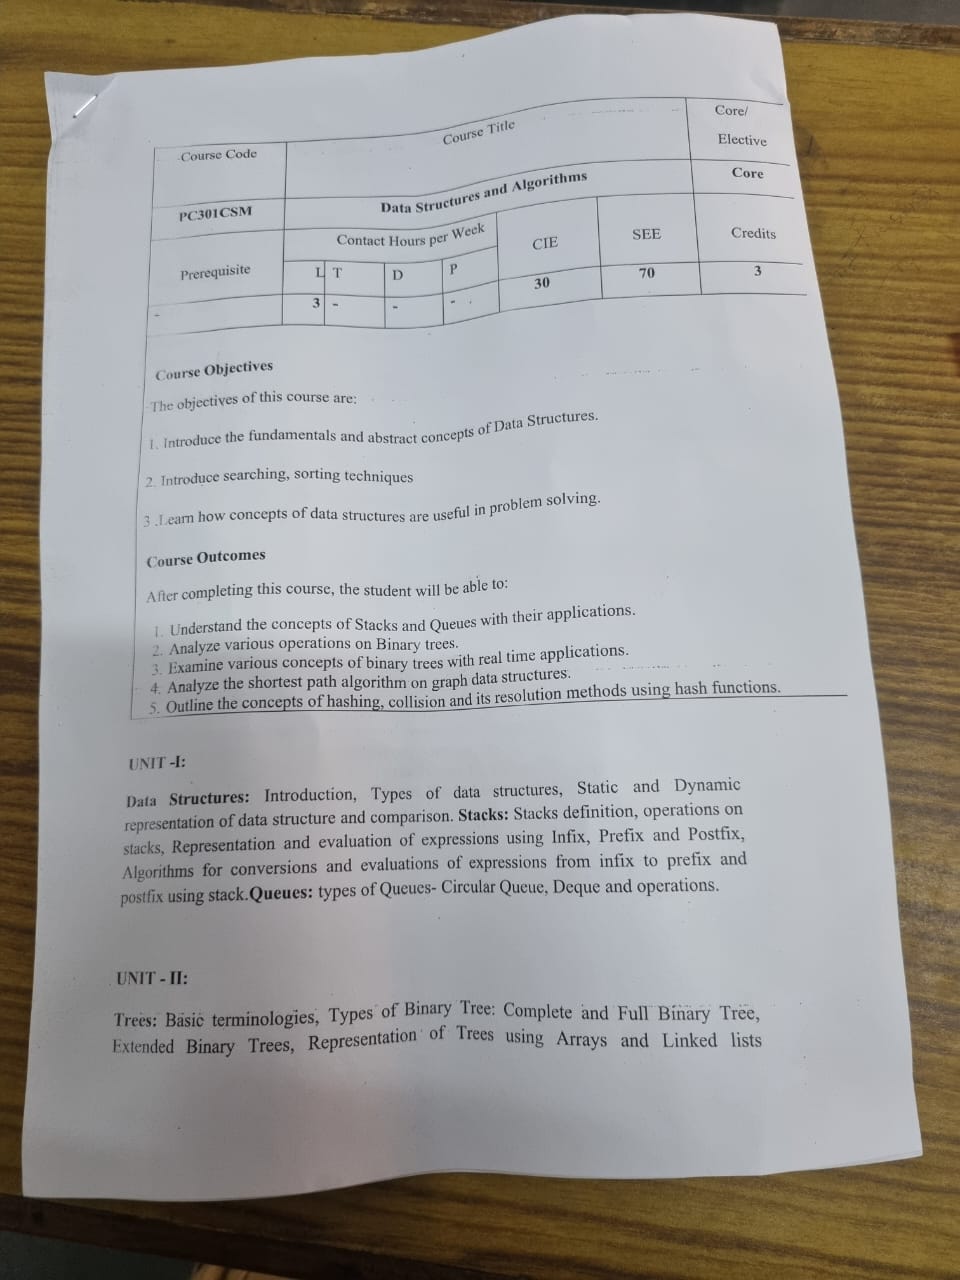 Course Code
Course Title
Core/
Elective
PC301CSM
Data Structures and Algorithms
Core
Prerequisite
Contact Hours per Week
CIE
SEE
Credits
L T D P
30 70 3
- 3 - - -
Course Objectives
The objectives of this course are:
1. Introduce the fundamentals and abstract concepts of Data Structures.
2. Introduce searching, sorting techniques
3 .Learn how concepts of data structures are useful in problem solving.
Course Outcomes
After completing this course, the student will be able to:
1. Understand the concepts of Stacks and Queues with their applications.
2. Analyze various operations on Binary trees.
3. Examine various concepts of binary trees with real time applications.
4. Analyze the shortest path algorithm on graph data structures.
5. Outline the concepts of hashing, collision and its resolution methods using hash functions.
UNIT -I:
Data Structures: Introduction, Types of data structures, Static and Dynamic
representation of data structure and comparison. Stacks: Stacks definition, operations on
stacks, Representation and evaluation of expressions using Infix, Prefix and Postfix,
Algorithms for conversions and evaluations of expressions from infix to prefix and
postfix using stack.Queues: types of Queues- Circular Queue, Deque and operations.
UNIT - II:
Trees: Basic terminologies, Types of Binary Tree: Complete and Full Binary Tree,
Extended Binary Trees, Representation of Trees using Arrays and Linked lists